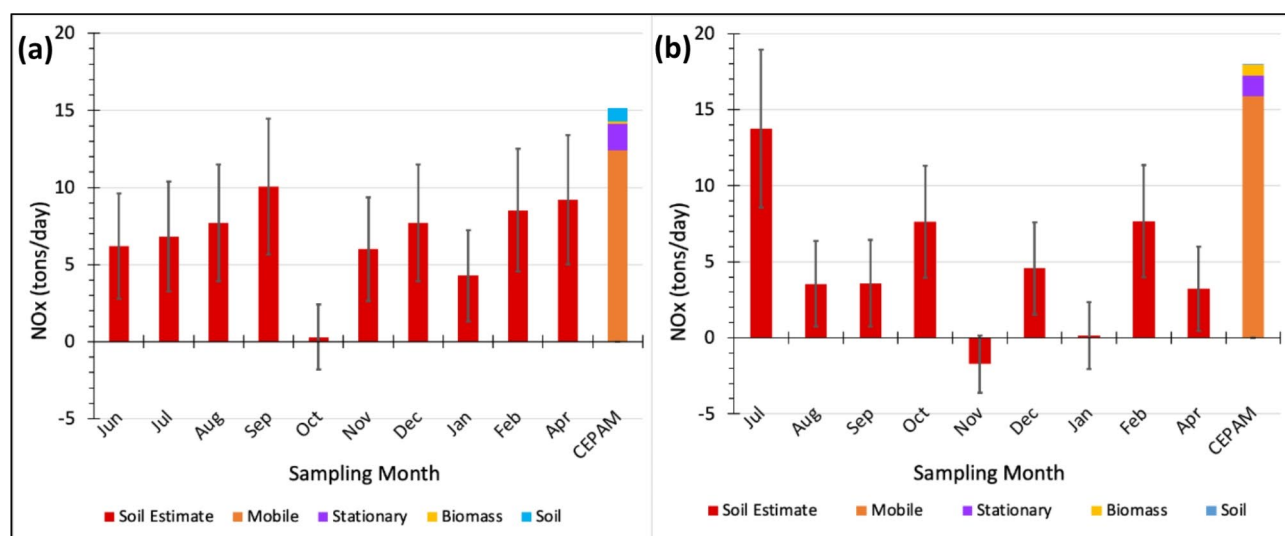 (a)
NOx (tons/day)
20
15
10
5
0
-5
Jun Jul Aug Sep Oct Nov Dec Jan Feb Apr CEPAM
Sampling Month
Soil Estimate Mobile Stationary Biomass Soil
(b)
NOx (tons/day)
20
15
10
5
0
-5
Jul Aug Sep Oct Nov Dec Jan Feb Apr CEPAM
Sampling Month
Soil Estimate Mobile Stationary Biomass Soil